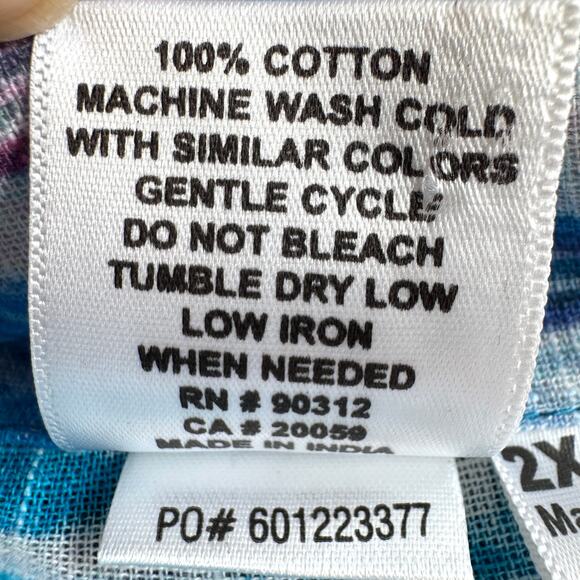 100% COTTON
MACHINE WASH COLD
WITH SIMILAR COLORS
GENTLE CYCLE
DO NOT BLEACH
TUMBLE DRY LOW
LOW IRON
WHEN NEEDED
RN # 90312
CA # 20059
MADE IN INDIA
PO# 601223377
2X
Ma